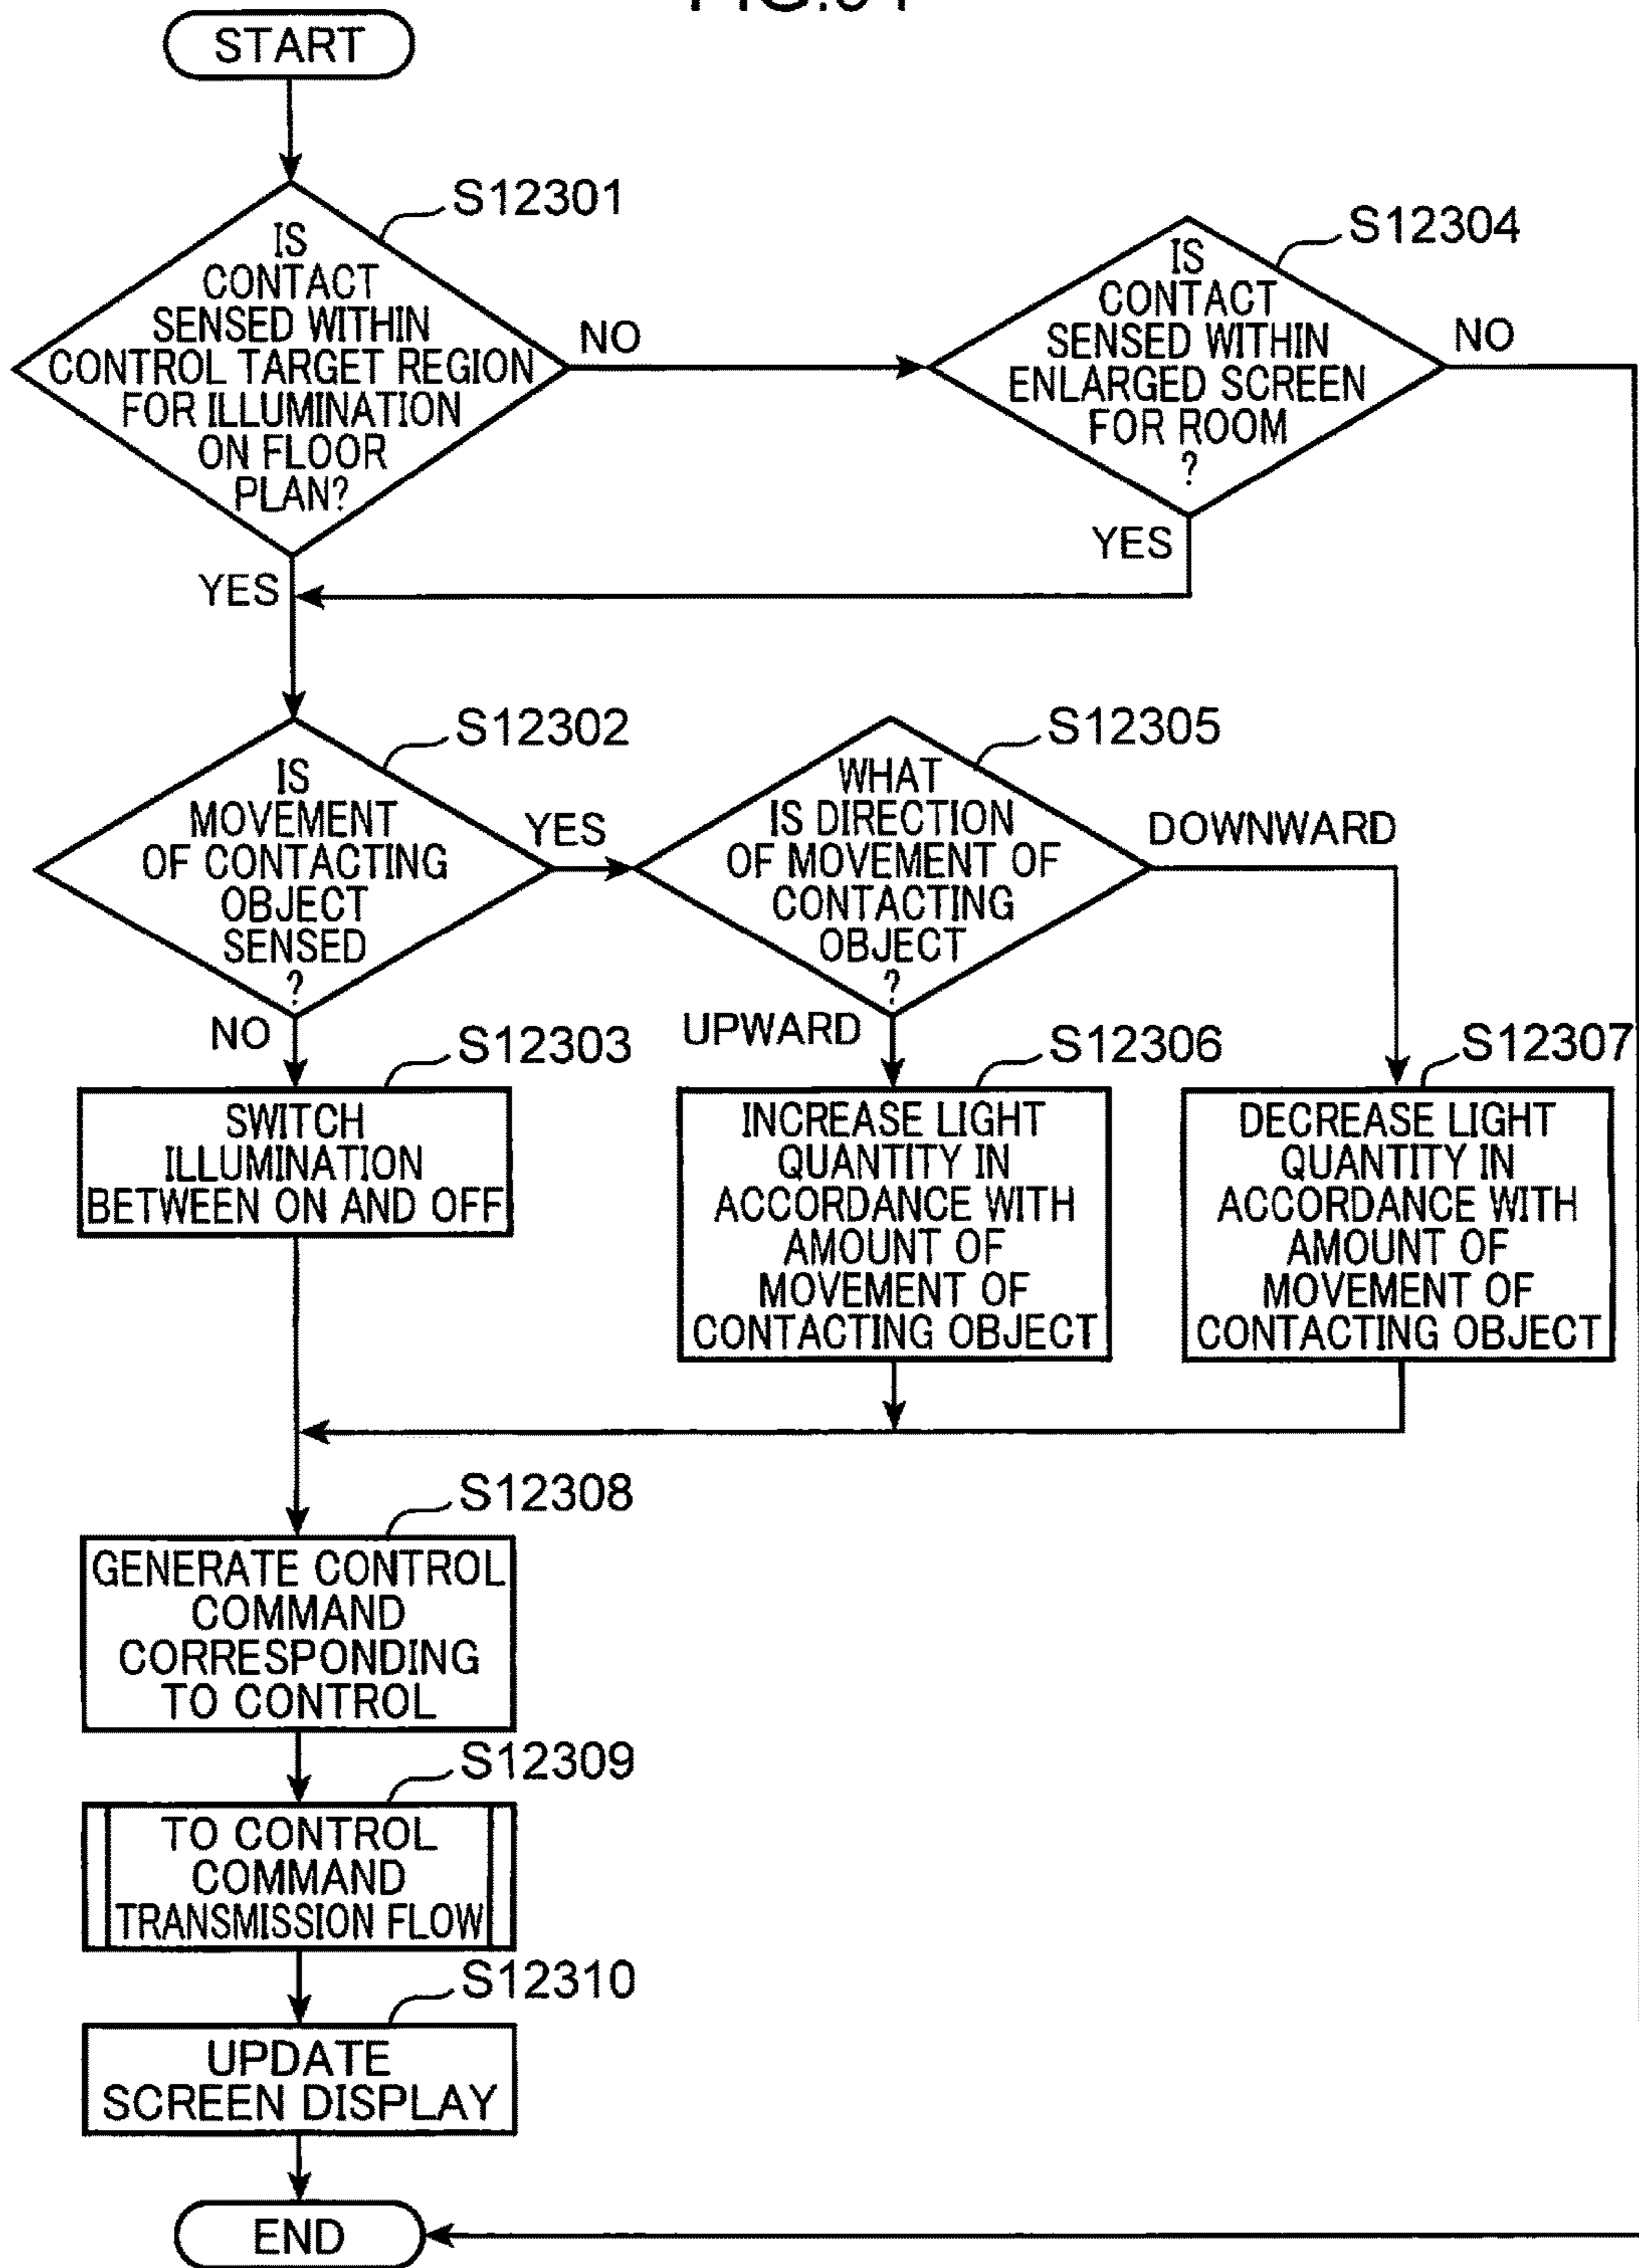 START
S12301
IS
CONTACT
SENSED WITHIN
CONTROL TARGET REGION
FOR ILLUMINATION
ON FLOOR
PLAN?
NO
YES
S12304
IS
CONTACT
SENSED WITHIN
ENLARGED SCREEN
FOR ROOM
?
NO
YES
S12302
IS
MOVEMENT
OF CONTACTING
OBJECT
SENSED
?
YES
NO
S12305
WHAT
IS DIRECTION
OF MOVEMENT OF
CONTACTING
OBJECT
?
DOWNWARD
UPWARD
S12303
SWITCH
ILLUMINATION
BETWEEN ON AND OFF
S12306
INCREASE LIGHT
QUANTITY IN
ACCORDANCE WITH
AMOUNT OF
MOVEMENT OF
CONTACTING OBJECT
S12307
DECREASE LIGHT
QUANTITY IN
ACCORDANCE WITH
AMOUNT OF
MOVEMENT OF
CONTACTING OBJECT
S12308
GENERATE CONTROL
COMMAND
CORRESPONDING
TO CONTROL
S12309
TO CONTROL
COMMAND
TRANSMISSION FLOW
S12310
UPDATE
SCREEN DISPLAY
END